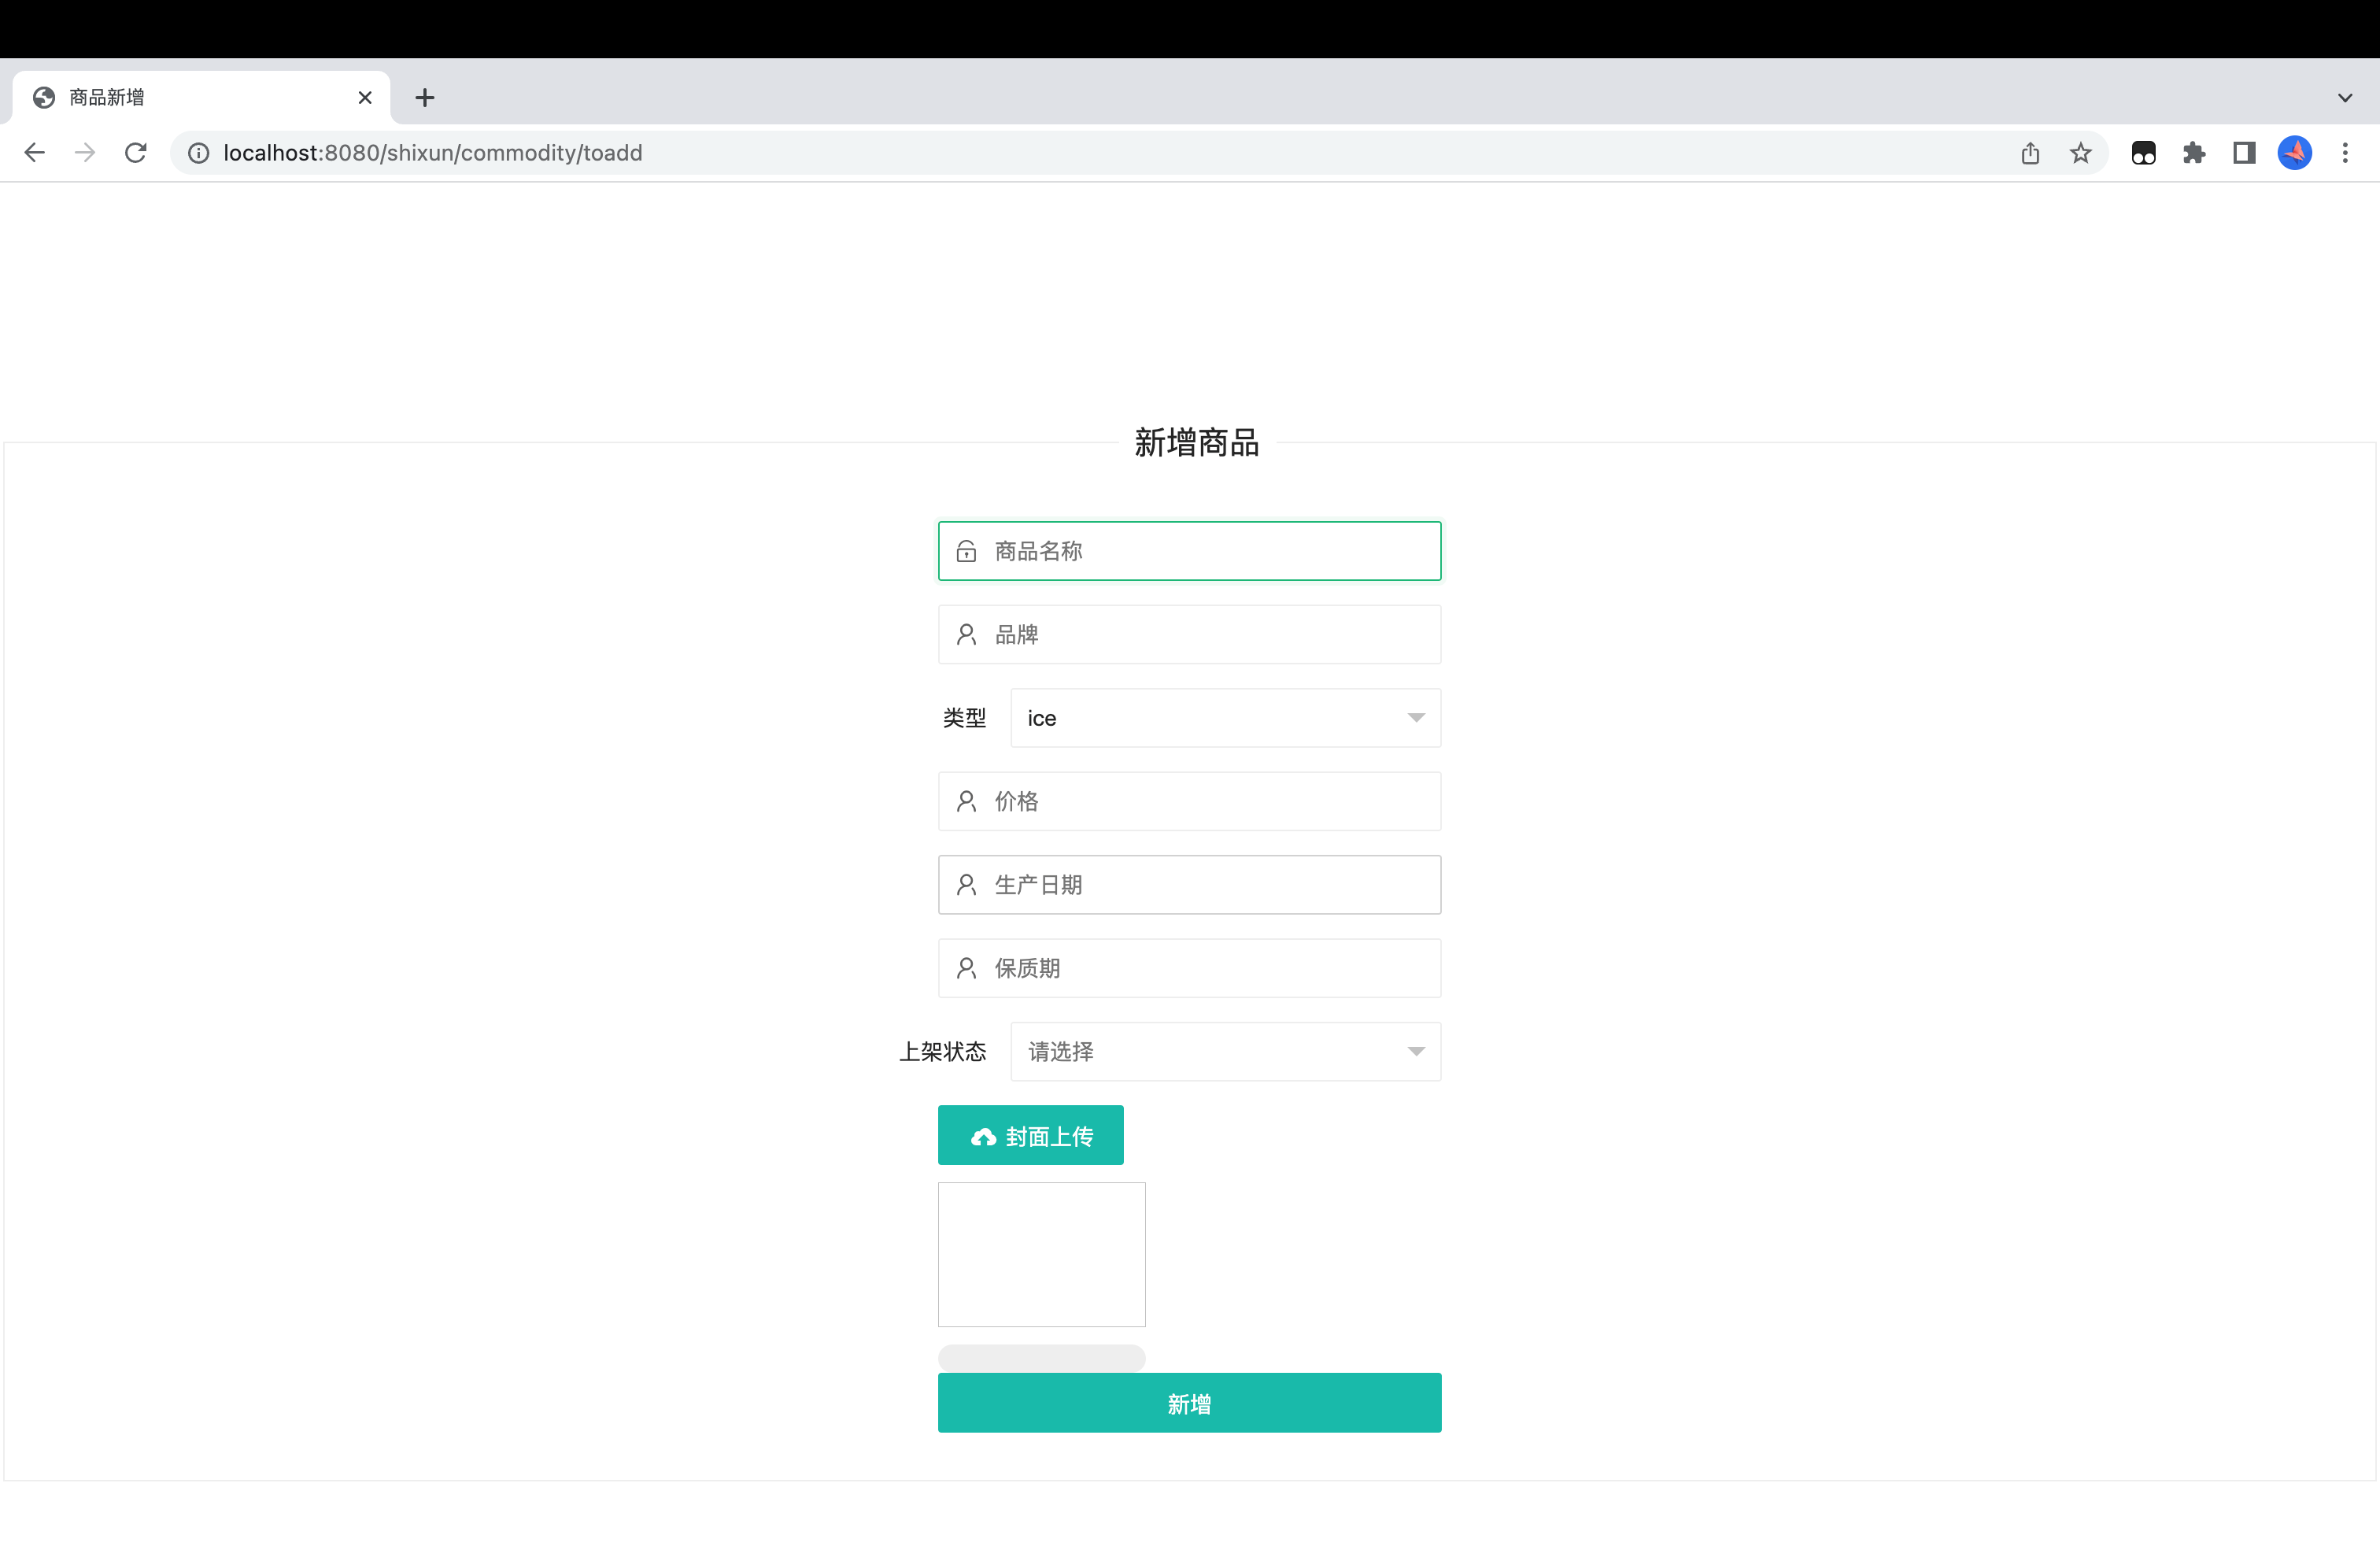 商品新增
localhost:8080/shixun/commodity/toadd
新增商品
商品名称
品牌
类型 ice
价格
生产日期
保质期
上架状态 请选择
封面上传
新增